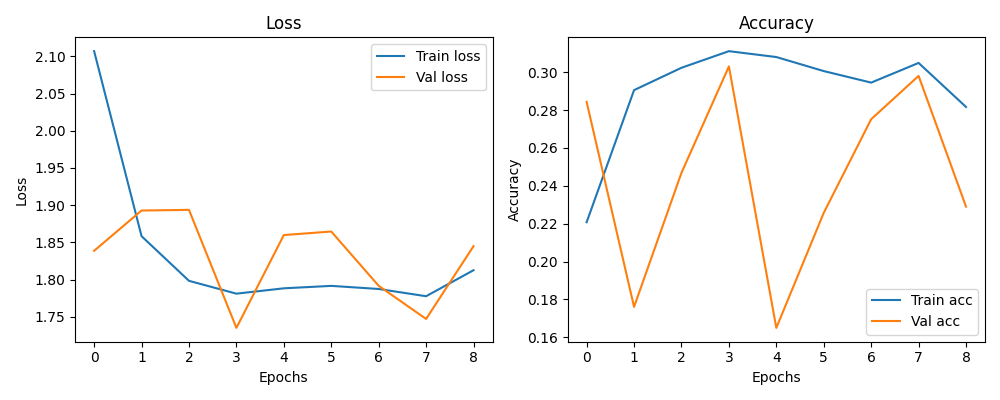 Loss
Loss
2.10
2.05
2.00
1.95
1.90
1.85
1.80
1.75
0 1 2 3 4 5 6 7 8
Epochs
Train loss
Val loss
Accuracy
Accuracy
0.30
0.28
0.26
0.24
0.22
0.20
0.18
0.16
0 1 2 3 4 5 6 7 8
Epochs
Train acc
Val acc